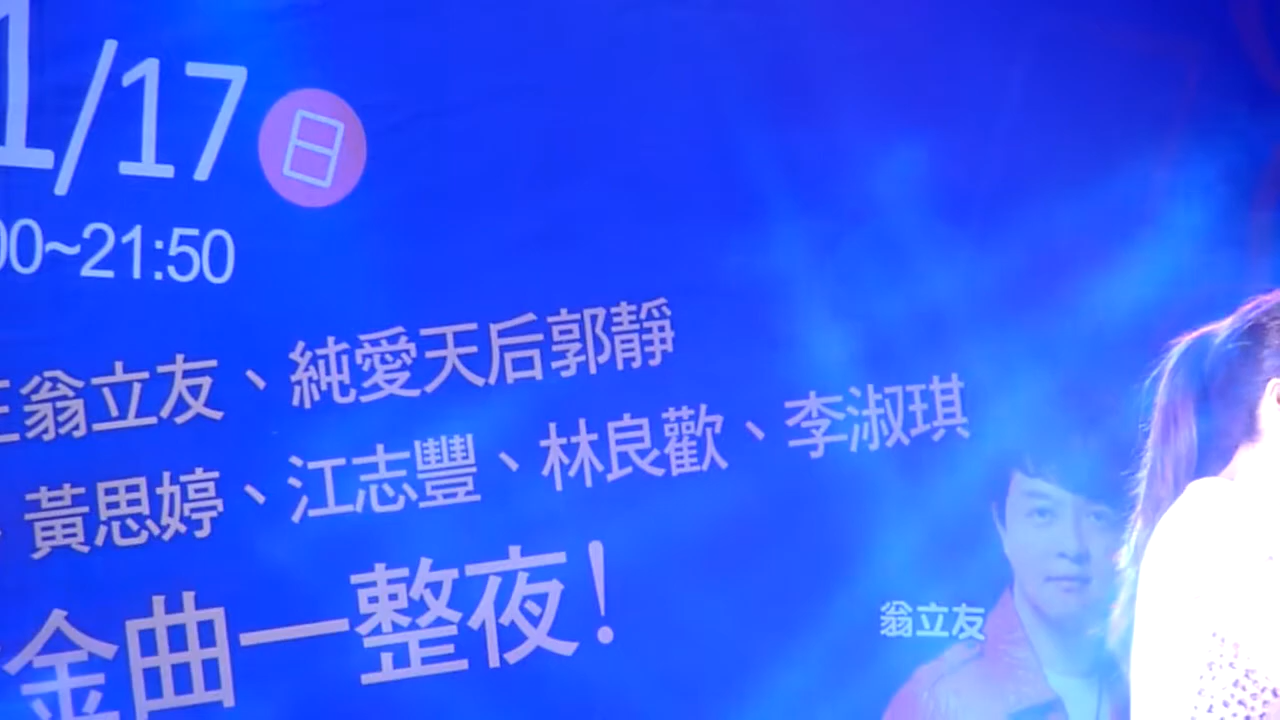 1/17 日
00~21:50
王翁立友、純愛天后郭靜
、黃思婷、江志豐、林良歡、李淑琪
金曲一整夜!
翁立友